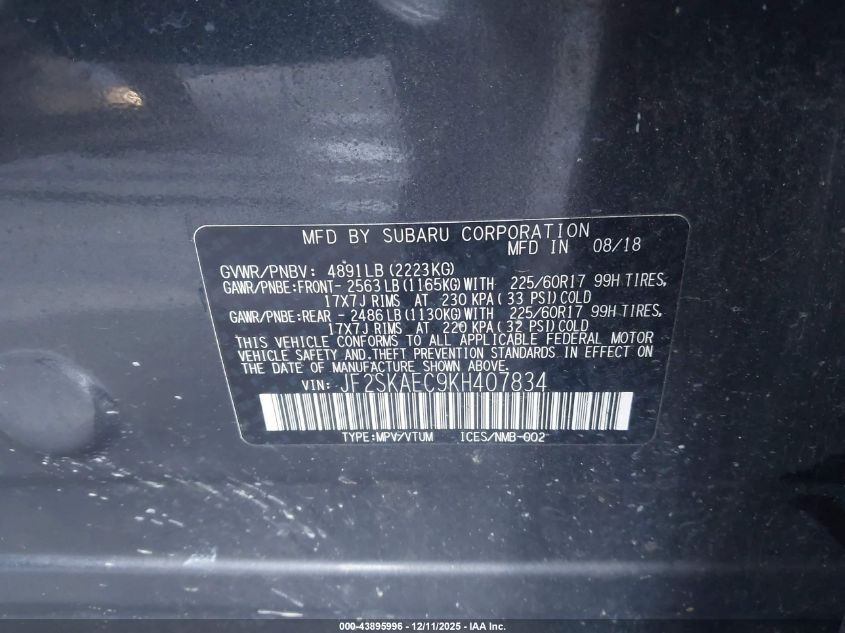 MFD BY SUBARU CORPORATION
MFD IN 08/18
GVWR/PNBV: 4891LB (2223KG)
GAWR/PNBE:FRONT- 2563LB (1165KG) WITH 225/60R17 99H TIRES,
17X7J RIMS AT 230 KPA (33 PSI) COLD
GAWR/PNBE:REAR - 2486LB (1130KG) WITH 225/60R17 99H TIRES,
17X7J RIMS AT 220 KPA (32 PSI) COLD
THIS VEHICLE CONFORMS TO ALL APPLICABLE FEDERAL MOTOR
VEHICLE SAFETY AND THEFT PREVENTION STANDARDS IN EFFECT ON
THE DATE OF MANUFACTURE SHOWN ABOVE.
VIN: JF2SKAEC9KH407834
TYPE:MPV/VTUM ICES/NMB-002
000-43895996 - 12/11/2025 - IAA Inc.